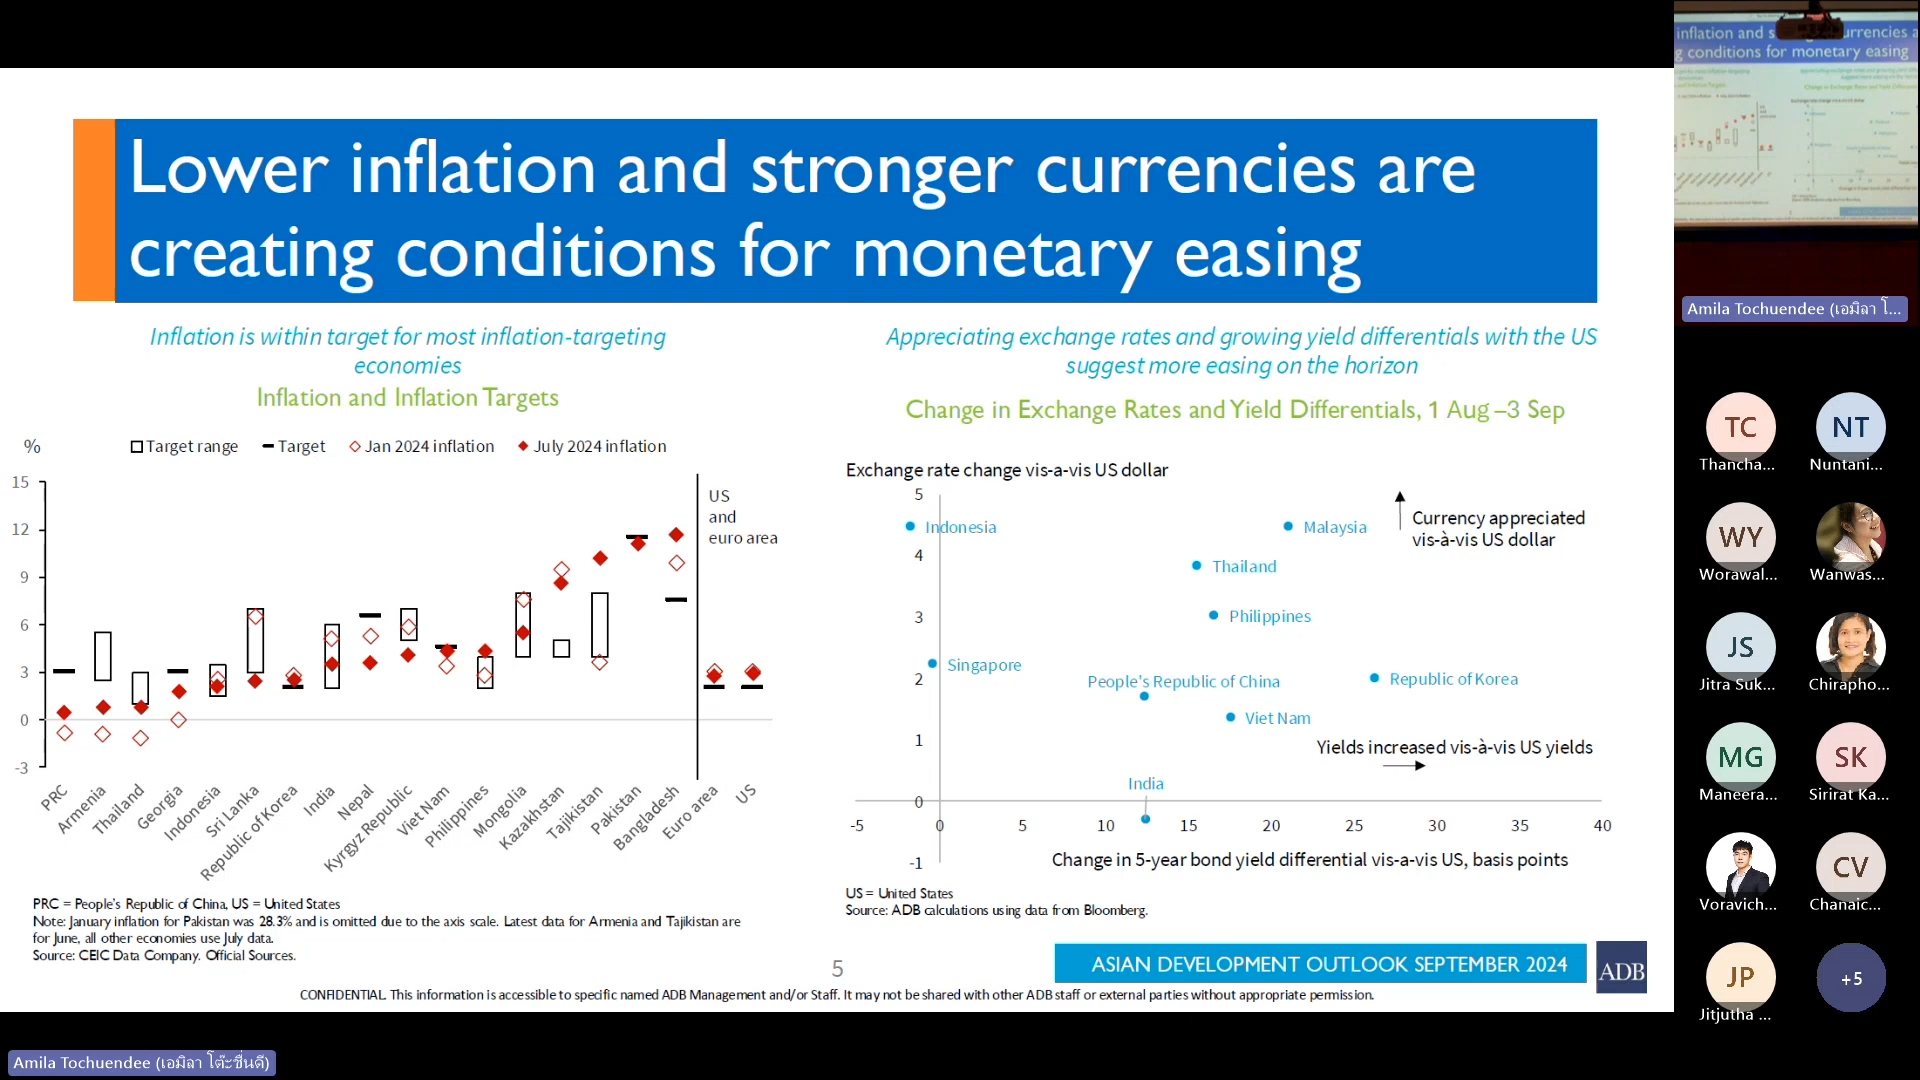 Lower inflation and stronger currencies are
creating conditions for monetary easing
Inflation is within target for most inflation-targeting
economies
Inflation and Inflation Targets
%
Target range
Target
Jan 2024 inflation
July 2024 inflation
15
12
9
6
3
0
-3
US
and
euro area
PRC
Armenia
Thailand
Georgia
Indonesia
Sri Lanka
Republic of Korea
India
Nepal
Kyrgyz Republic
Viet Nam
Philippines
Mongolia
Kazakhstan
Tajikistan
Pakistan
Bangladesh
Euro area
US
PRC = People's Republic of China, US = United States
Note: January inflation for Pakistan was 28.3% and is omitted due to the axis scale. Latest data for Armenia and Tajikistan are
for June, all other economies use July data.
Source: CEIC Data Company. Official Sources.
Appreciating exchange rates and growing yield differentials with the US
suggest more easing on the horizon
Change in Exchange Rates and Yield Differentials, 1 Aug –3 Sep
Exchange rate change vis-a-vis US dollar
5
4
3
2
1
0
-1
Indonesia
Malaysia
Currency appreciated
vis-à-vis US dollar
Thailand
Philippines
Singapore
People's Republic of China
Republic of Korea
Viet Nam
Yields increased vis-à-vis US yields
India
-5
0
5
10
15
20
25
30
35
40
Change in 5-year bond yield differential vis-a-vis US, basis points
US = United States
Source: ADB calculations using data from Bloomberg.
5
ASIAN DEVELOPMENT OUTLOOK SEPTEMBER 2024
ADB
CONFIDENTIAL. This information is accessible to specific named ADB Management and/or Staff. It may not be shared with other ADB staff or external parties without appropriate permission.
Amila Tochuendee (เอมิลา โต๊ะชื่นดี)
inflation and s
urrencies a
g conditions for monetary easing
Amila Tochuendee (เอมิลา โ...
TC
Thancha...
NT
Nuntani...
WY
Worawal...
Wanwas...
JS
Jitra Suk...
Chirapho...
MG
Maneera...
SK
Sirirat Ka...
Voravich...
CV
Chanaic...
JP
Jitjutha ...
+5